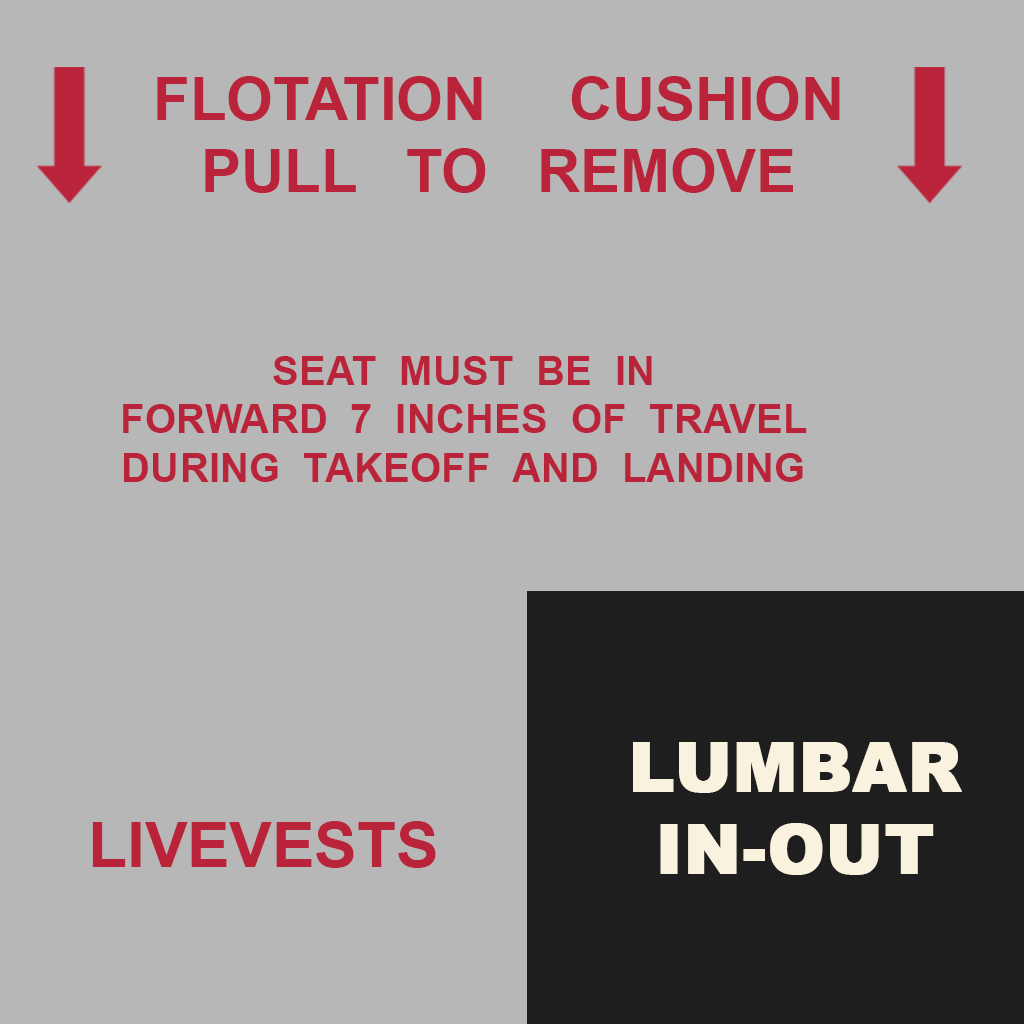 FLOTATION CUSHION
PULL TO REMOVE
SEAT MUST BE IN
FORWARD 7 INCHES OF TRAVEL
DURING TAKEOFF AND LANDING
LIVEVESTS
LUMBAR
IN-OUT